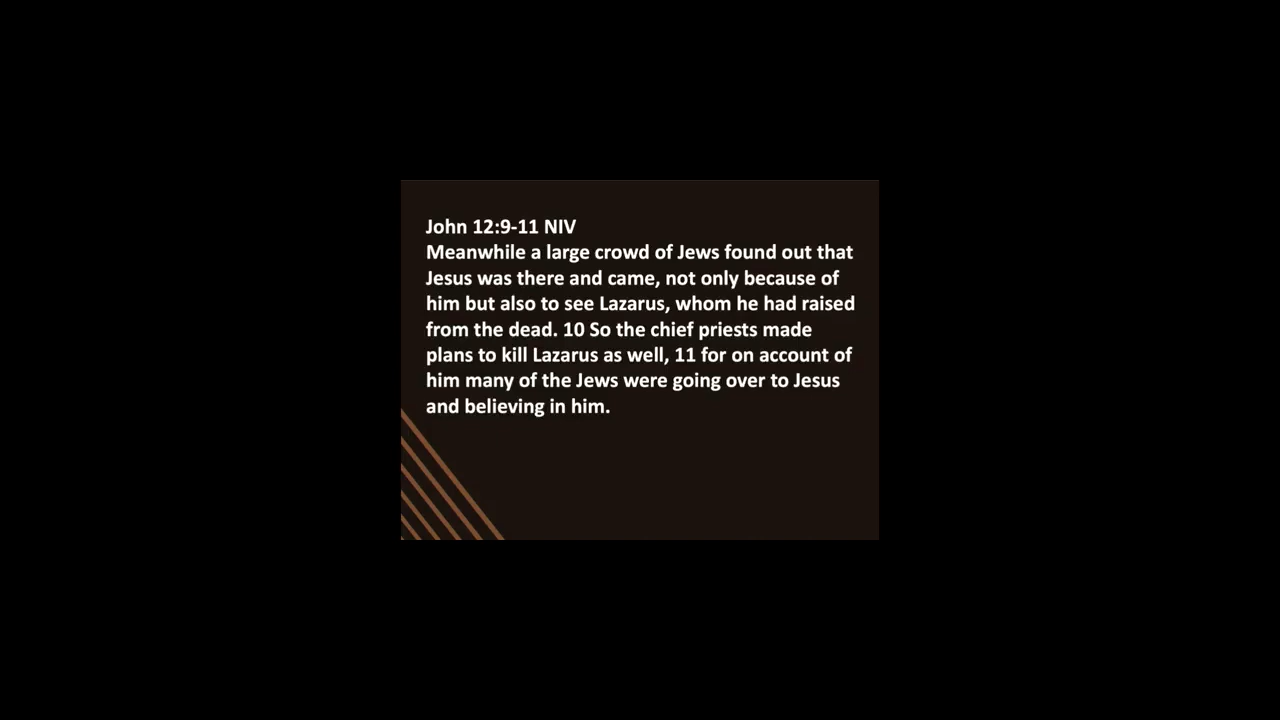 John 12:9-11 NIV
Meanwhile a large crowd of Jews found out that
Jesus was there and came, not only because of
him but also to see Lazarus, whom he had raised
from the dead. 10 So the chief priests made
plans to kill Lazarus as well, 11 for on account of
him many of the Jews were going over to Jesus
and believing in him.